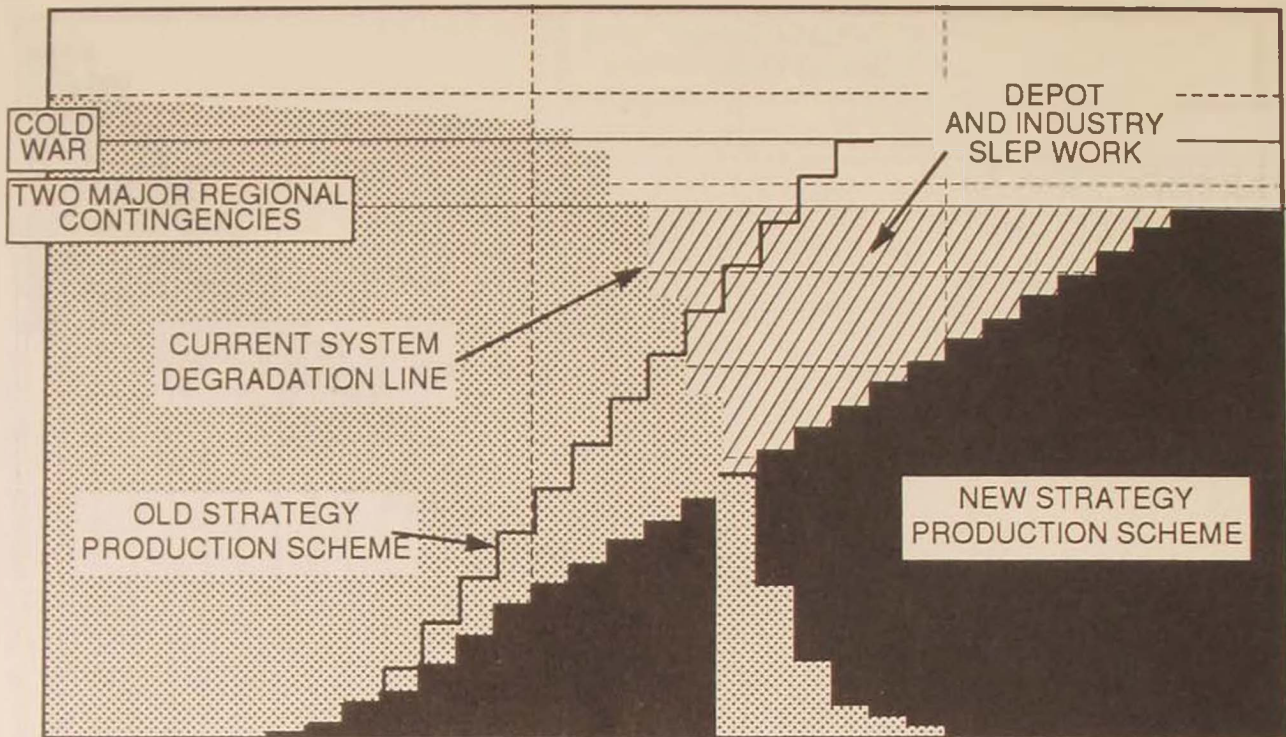 COLD
WAR
TWO MAJOR REGIONAL
CONTINGENCIES
DEPOT
AND INDUSTRY
SLEP WORK
CURRENT SYSTEM
DEGRADATION LINE
OLD STRATEGY
PRODUCTION SCHEME
NEW STRATEGY
PRODUCTION SCHEME